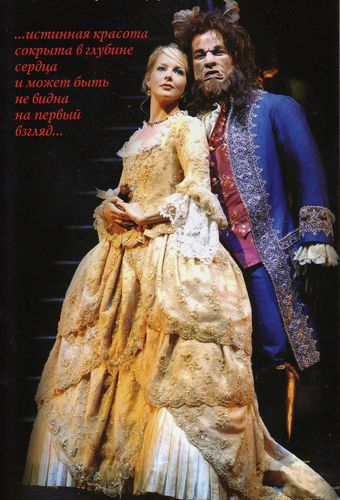 ...истинная красота
сокрыта в глубине
сердца
и может быть
не видна
на первый
взгляд...